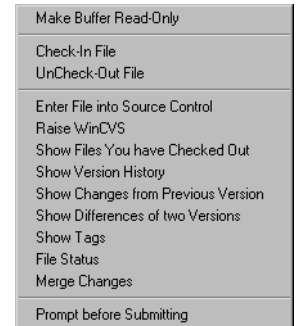 Make Buffer Read-Only
Check-In File
UnCheck-Out File
Enter File into Source Control
Raise WinCVS
Show Files You have Checked Out
Show Version History
Show Changes from Previous Version
Show Differences of two Versions
Show Tags
File Status
Merge Changes
Prompt before Submitting